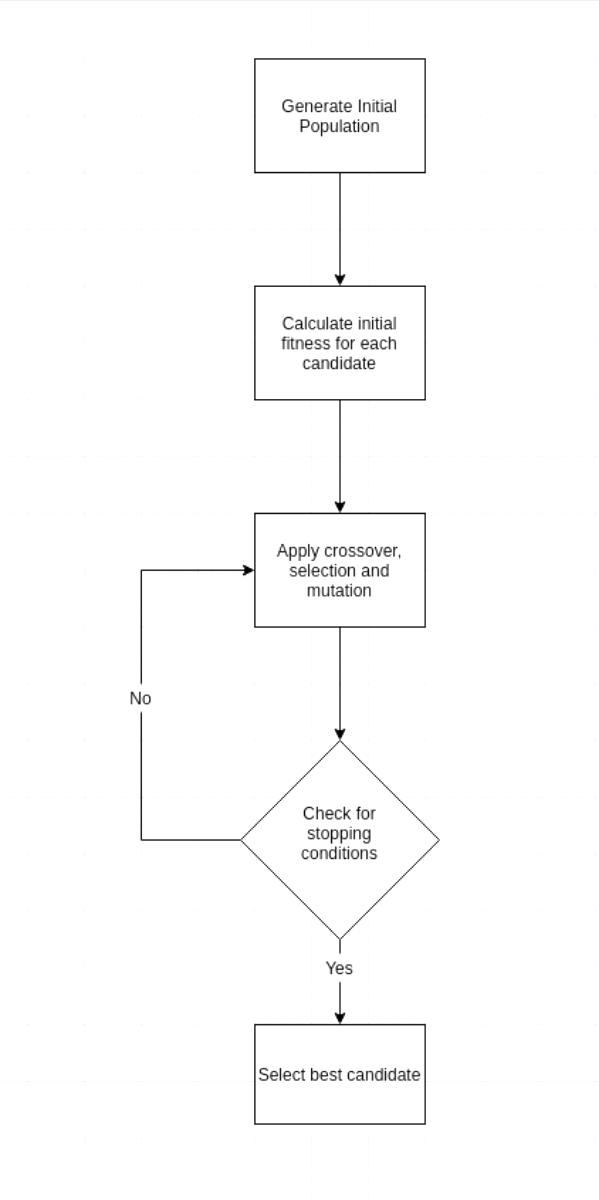 Generate Initial
Population
Calculate initial
fitness for each
candidate
Apply crossover,
selection and
mutation
No
Check for
stopping
conditions
Yes
Select best candidate